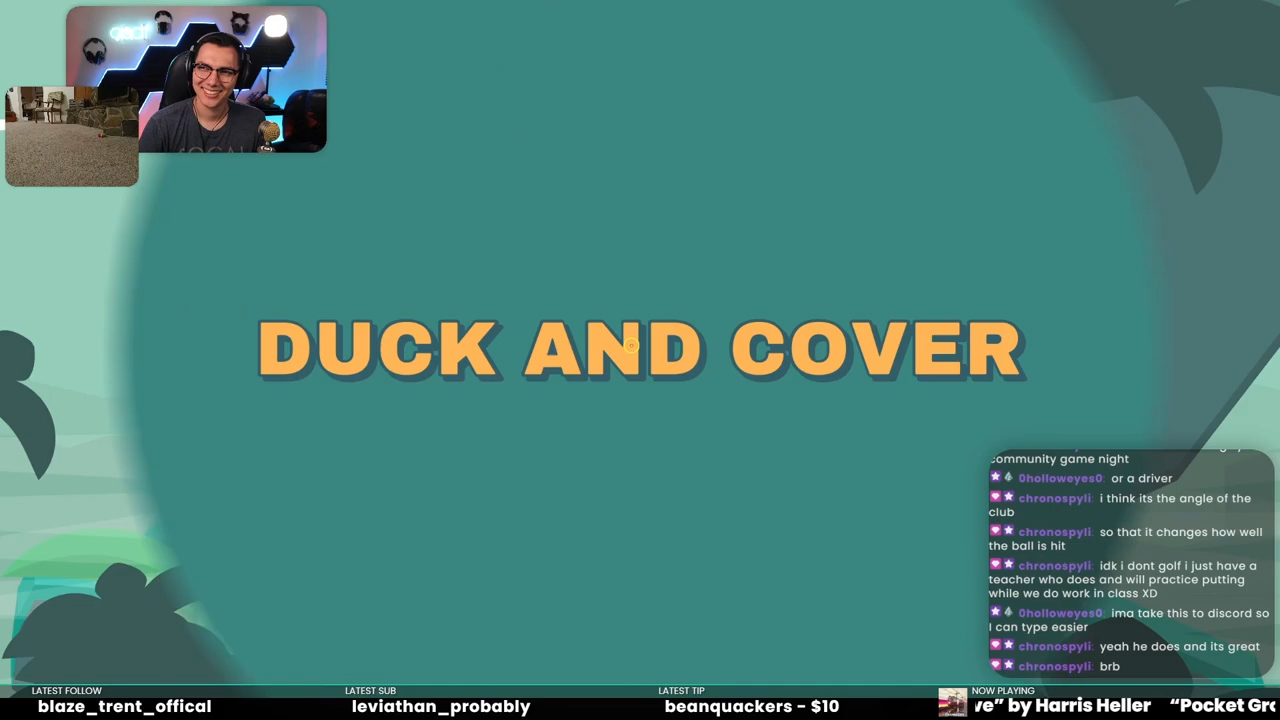 DUCK AND COVER
community game night
0holloweyes0: or a driver
chronospyli: i think its the angle of the
club
chronospyli: so that it changes how well
the ball is hit
chronospyli: idk i dont golf i just have a
teacher who does and will practice putting
while we do work in class XD
0holloweyes0: ima take this to discord so
I can type easier
chronospyli: yeah he does and its great
chronospyli: brb
LATEST FOLLOW
blaze_trent_offical
LATEST SUB
leviathan_probably
LATEST TIP
beanquackers - $10
NOW PLAYING
ve” by Harris Heller “Pocket Gro